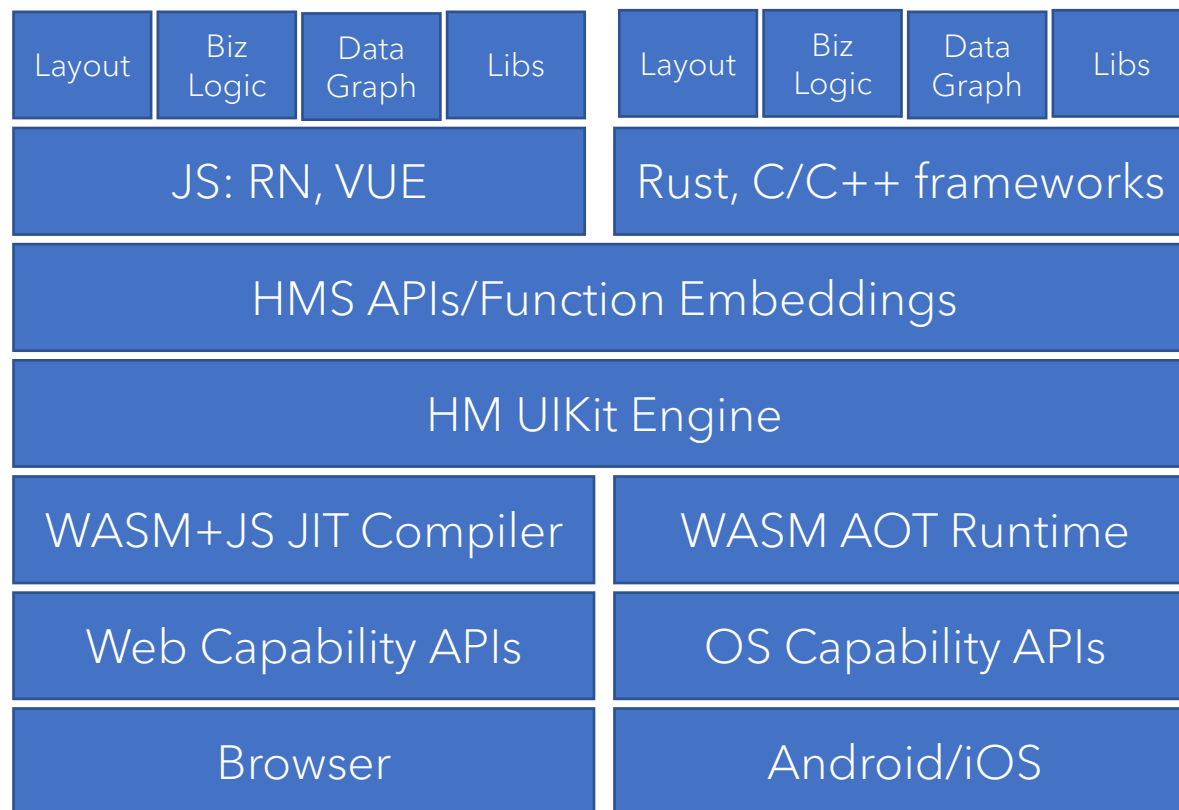 Layout
Biz
Logic
Data
Graph
Libs
Layout
Biz
Logic
Data
Graph
Libs
JS: RN, VUE
Rust, C/C++ frameworks
HMS APIs/Function Embeddings
HM UIKit Engine
WASM+JS JIT Compiler
WASM AOT Runtime
Web Capability APIs
OS Capability APIs
Browser
Android/iOS